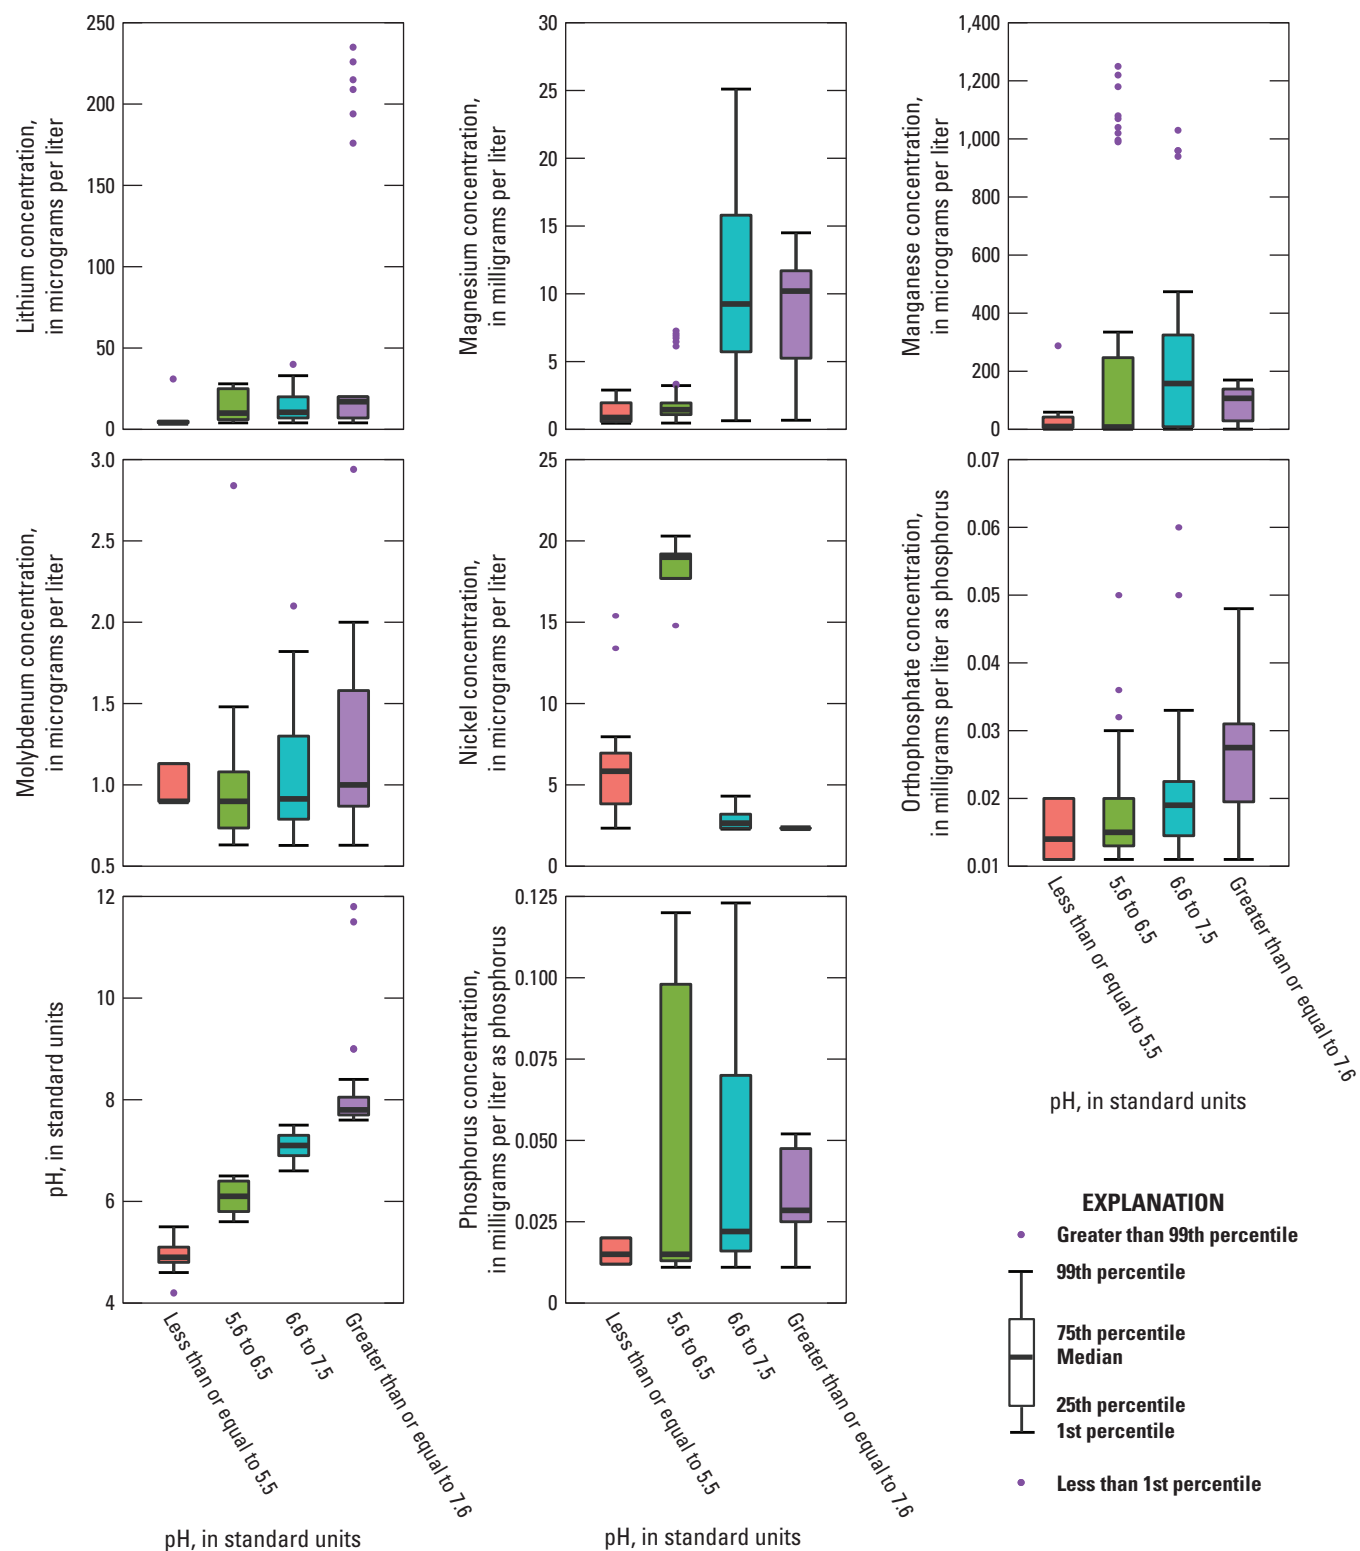 Lithium concentration,
in micrograms per liter
250
200
150
100
50
0
Magnesium concentration,
in milligrams per liter
30
25
20
15
10
5
0
Manganese concentration,
in micrograms per liter
1,400
1,200
1,000
800
600
400
200
0
Molybdenum concentration,
in micrograms per liter
3.0
2.5
2.0
1.5
1.0
0.5
Nickel concentration,
in micrograms per liter
25
20
15
10
5
0
Orthophosphate concentration,
in milligrams per liter as phosphorus
0.07
0.06
0.05
0.04
0.03
0.02
0.01
Less than or equal to 5.5
5.6 to 6.5
6.6 to 7.5
Greater than or equal to 7.6
pH, in standard units
pH, in standard units
12
10
8
6
4
Less than or equal to 5.5
5.6 to 6.5
6.6 to 7.5
Greater than or equal to 7.6
pH, in standard units
Phosphorus concentration,
in milligrams per liter as phosphorus
0.125
0.100
0.075
0.050
0.025
0
Less than or equal to 5.5
5.6 to 6.5
6.6 to 7.5
Greater than or equal to 7.6
pH, in standard units
EXPLANATION
Greater than 99th percentile
99th percentile
75th percentile
Median
25th percentile
1st percentile
Less than 1st percentile